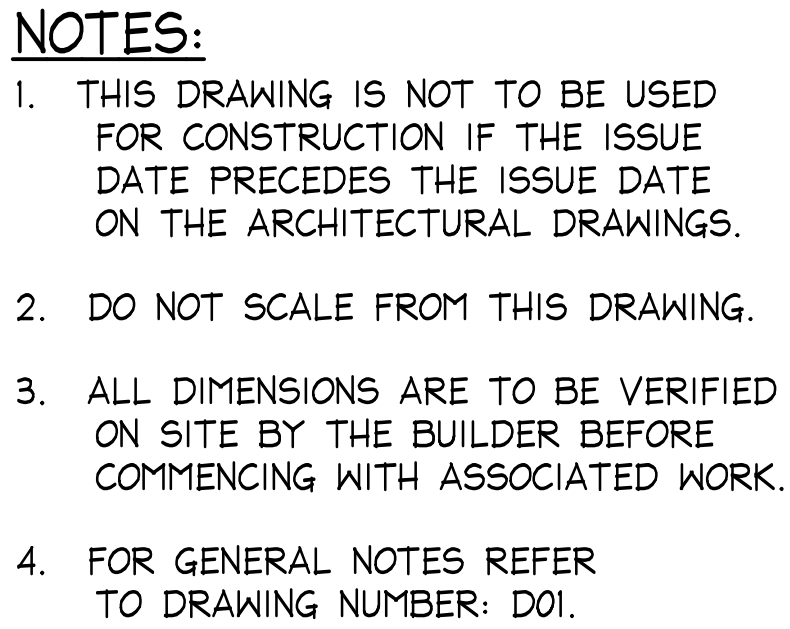 NOTES:
1. THIS DRAWING IS NOT TO BE USED
FOR CONSTRUCTION IF THE ISSUE
DATE PRECEDES THE ISSUE DATE
ON THE ARCHITECTURAL DRAWINGS.
2. DO NOT SCALE FROM THIS DRAWING.
3. ALL DIMENSIONS ARE TO BE VERIFIED
ON SITE BY THE BUILDER BEFORE
COMMENCING WITH ASSOCIATED WORK.
4. FOR GENERAL NOTES REFER
TO DRAWING NUMBER: D01.